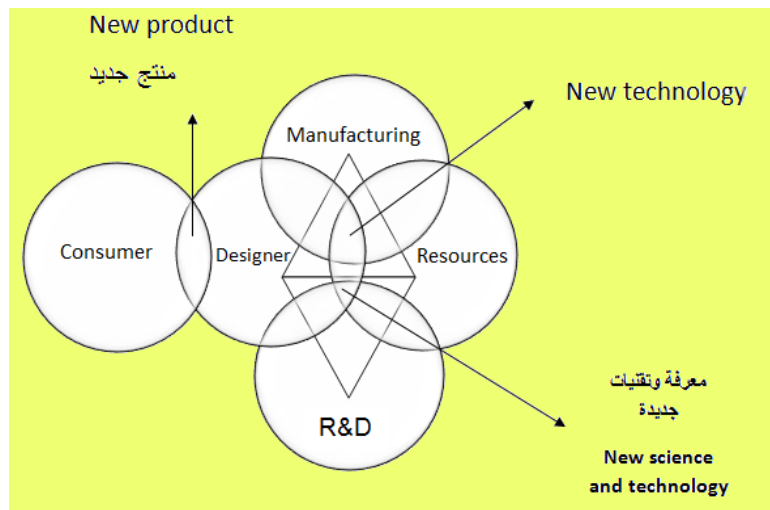 New product
منتج جديد
New technology
Manufacturing
Consumer
Designer
Resources
R&D
معرفة وتقنيات
جديدة
New science
and technology